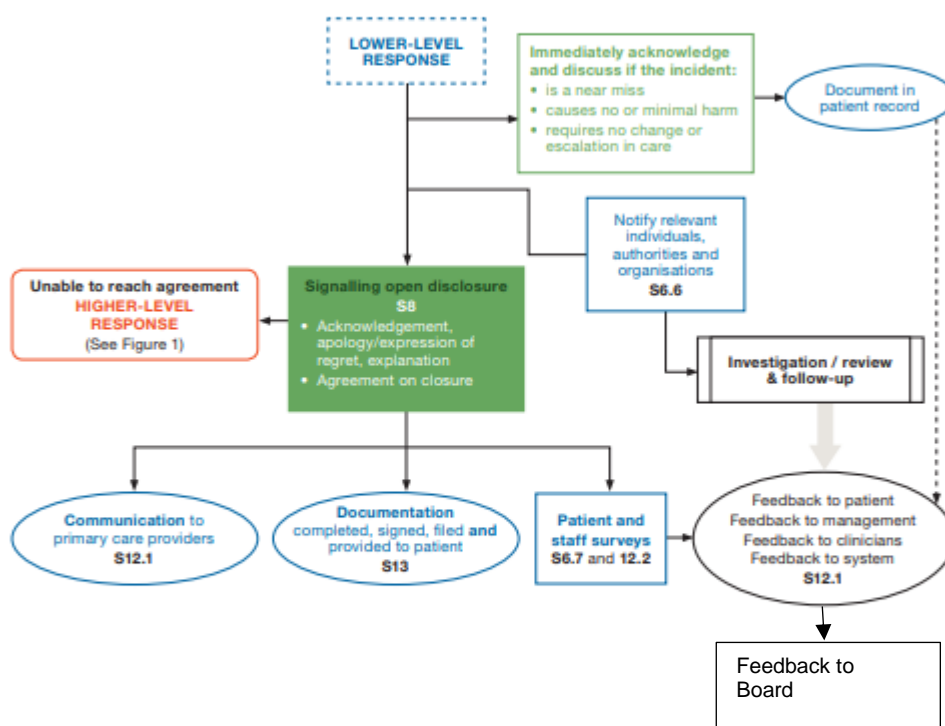 LOWER-LEVEL
RESPONSE
Immediately acknowledge
and discuss if the incident:
• is a near miss
• causes no or minimal harm
• requires no change or
escalation in care
Document in
patient record
Notify relevant
individuals,
authorities and
organisations
S6.6
Unable to reach agreement
HIGHER-LEVEL
RESPONSE
(See Figure 1)
Signalling open disclosure
S8
• Acknowledgement,
apology/expression of
regret, explanation
• Agreement on closure
Investigation / review
& follow-up
Communication to
primary care providers
S12.1
Documentation
completed, signed, filed and
provided to patient
S13
Patient and
staff surveys
S6.7 and 12.2
Feedback to patient
Feedback to management
Feedback to clinicians
Feedback to system
S12.1
Feedback to
Board